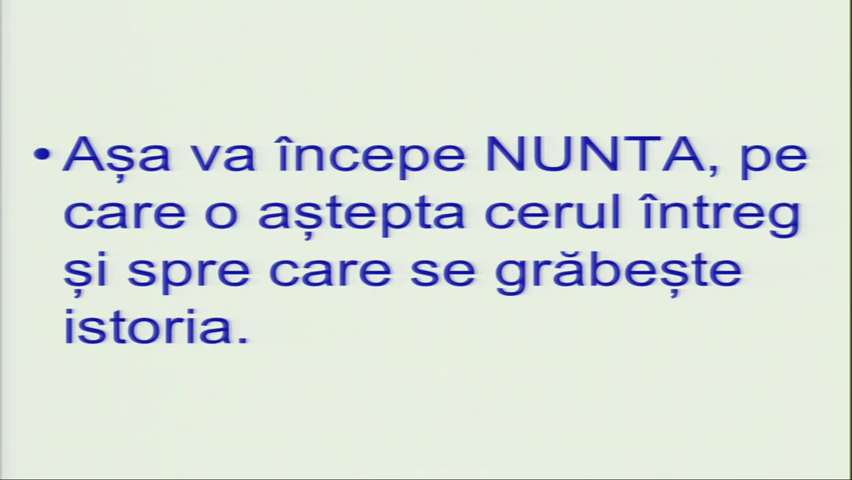 • Așa va începe NUNTA, pe
care o aștepta cerul întreg
și spre care se grăbește
istoria.